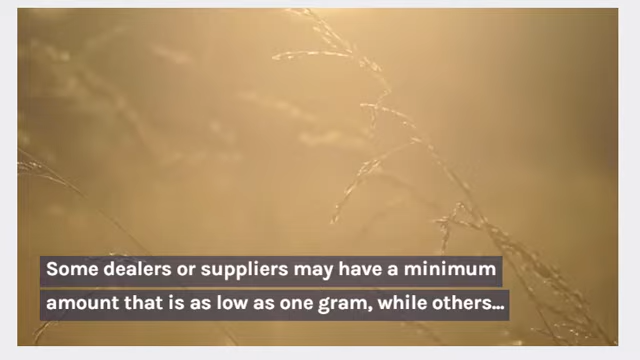 Some dealers or suppliers may have a minimum
amount that is as low as one gram, while others...